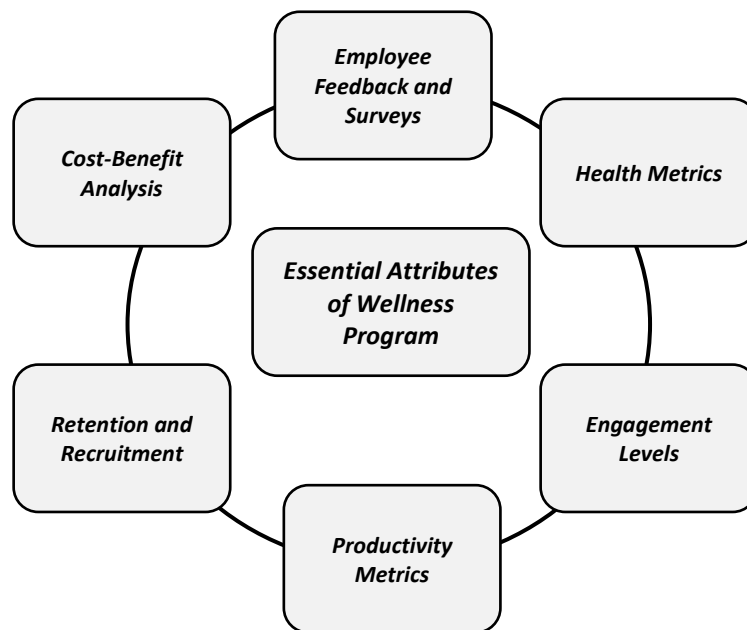 Employee
Feedback and
Surveys
Cost-Benefit
Analysis
Health Metrics
Essential Attributes
of Wellness
Program
Retention and
Recruitment
Engagement
Levels
Productivity
Metrics